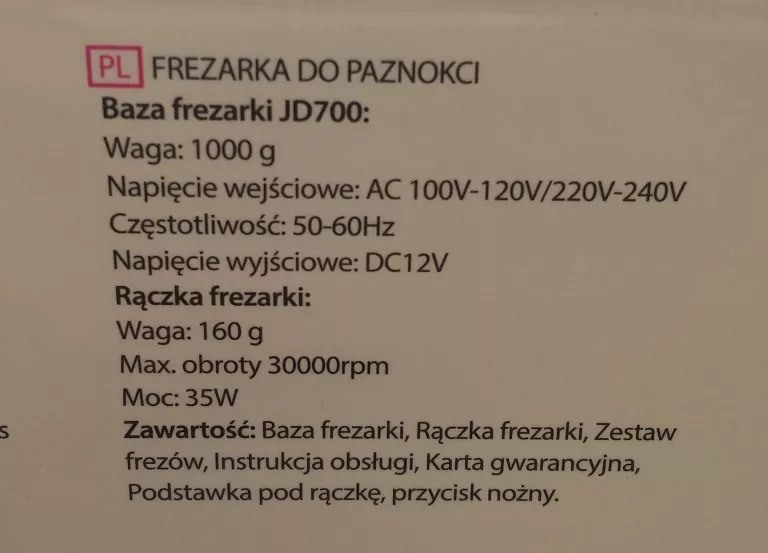 PL FREZARKA DO PAZNOKCI
Baza frezarki JD700:
Waga: 1000 g
Napięcie wejściowe: AC 100V-120V/220V-240V
Częstotliwość: 50-60Hz
Napięcie wyjściowe: DC12V
Rączka frezarki:
Waga: 160 g
Max. obroty 30000rpm
Moc: 35W
s
Zawartość: Baza frezarki, Rączka frezarki, Zestaw
frezów, Instrukcja obsługi, Karta gwarancyjna,
Podstawka pod rączkę, przycisk nożny.